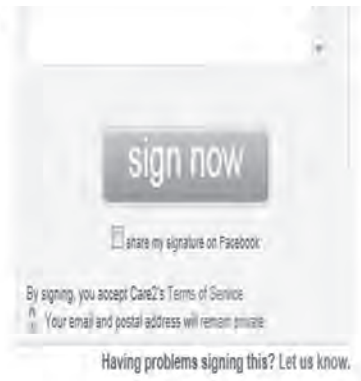 sign now
share my signature on Facebook
By signing, you accept Care2's Terms of Service
Your email and postal address will remain private
Having problems signing this? Let us know.